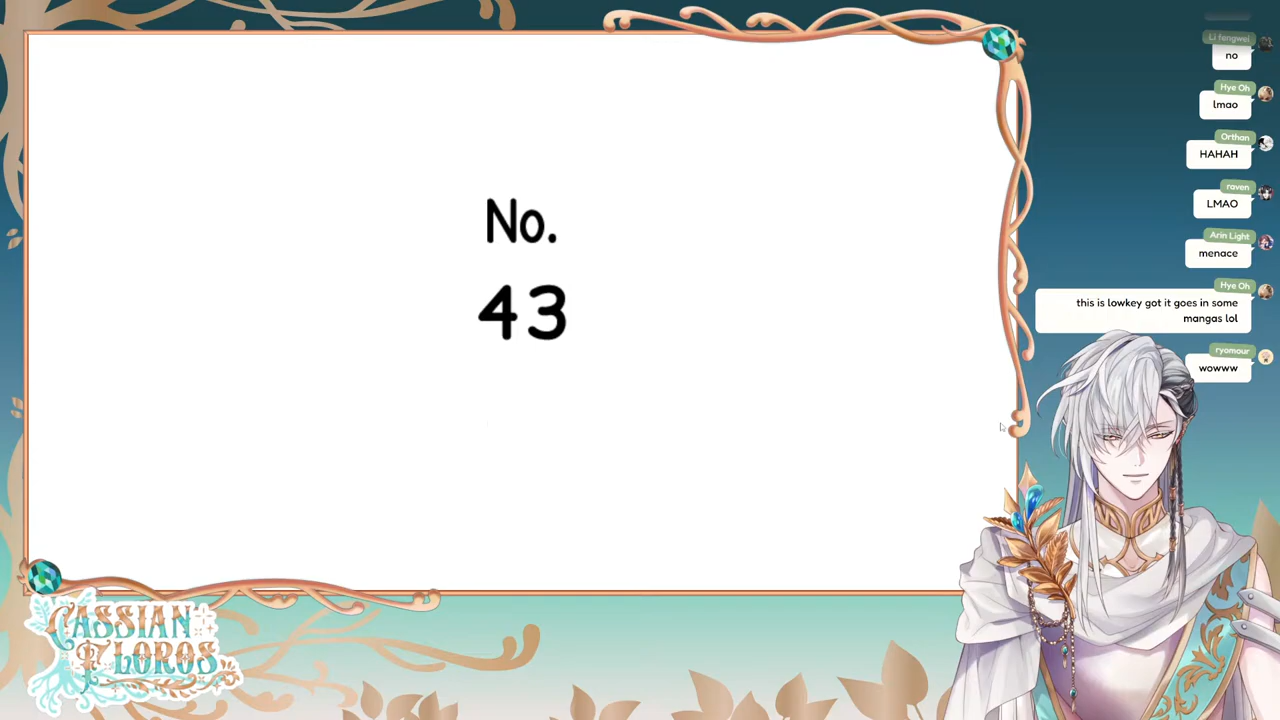 No.
43
Li fengwei
no
Hye Oh
lmao
Orthan
HAHAH
raven
LMAO
Arin Light
menace
Hye Oh
this is lowkey got it goes in some
mangas lol
ryomour
wowww
CASSIAN
FLOROS